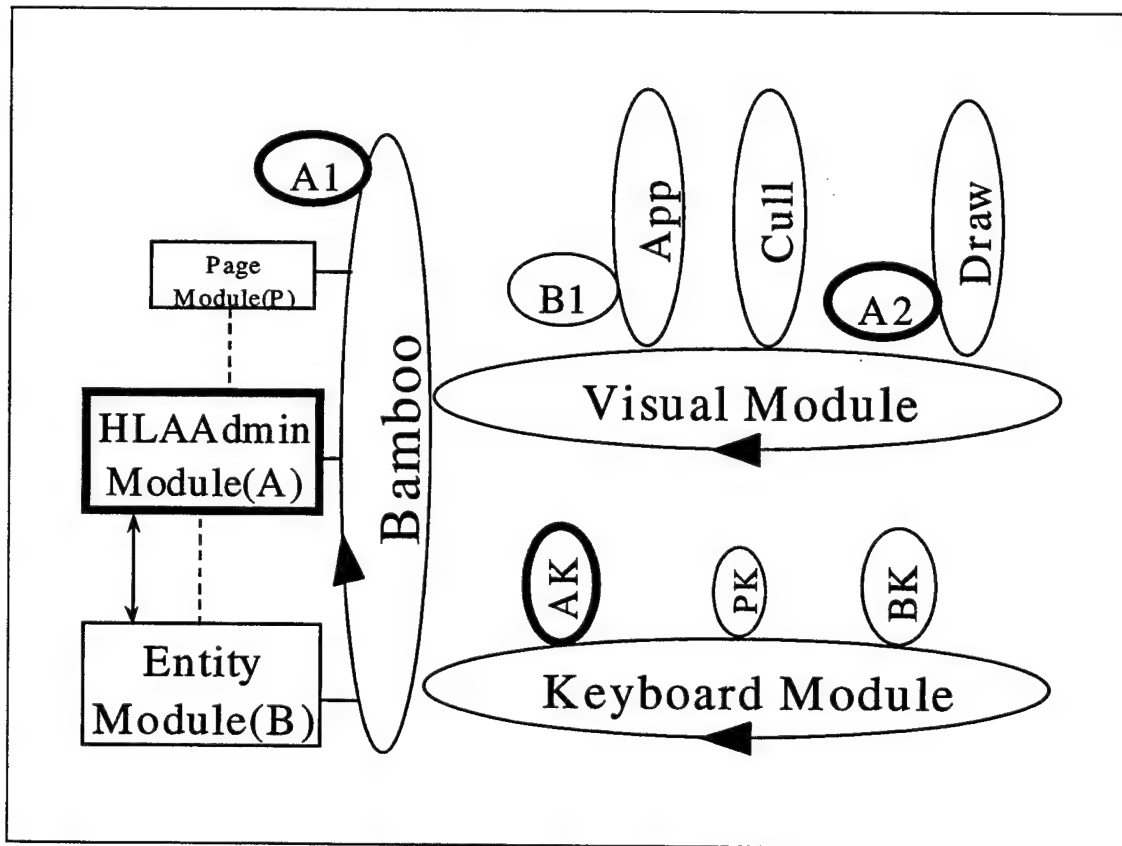 A1
Page
Module(P)
HLAAdmin
Module(A)
Entity
Module(B)
Bamboo
App
Cull
Draw
B1
A2
Visual Module
AK
PK
BK
Keyboard Module